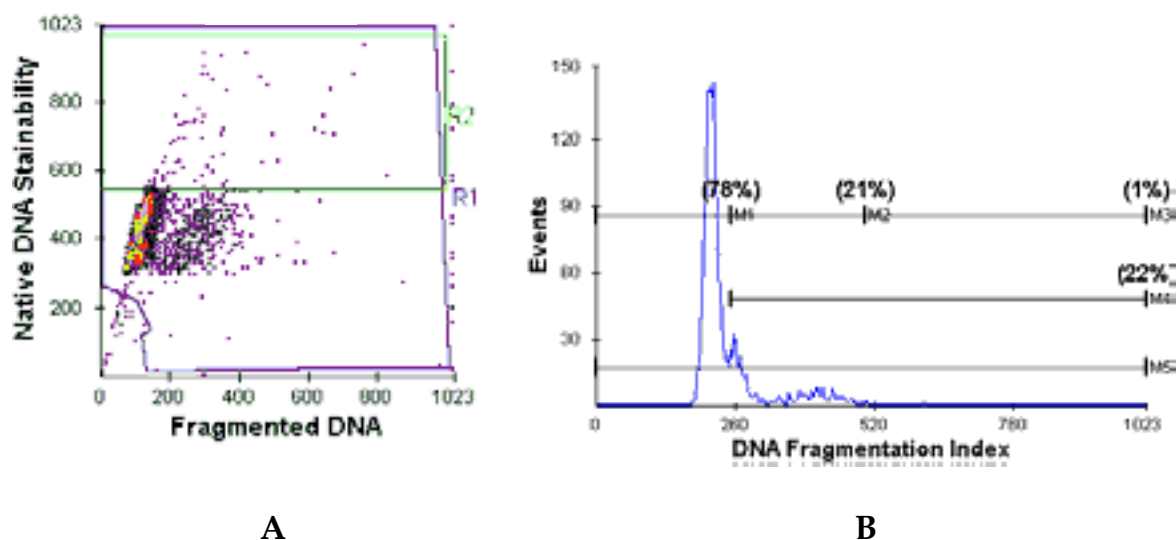 1023
800
600
400
200
Native DNA Stainability
R2
R1
0 200 400 600 800 1023
Fragmented DNA
A
150
120
90
60
30
Events
(78%) (21%) (1%)
M1 M2 M3
(22%
M4
M5
0 260 520 780 1023
DNA Fragmentation Index
B